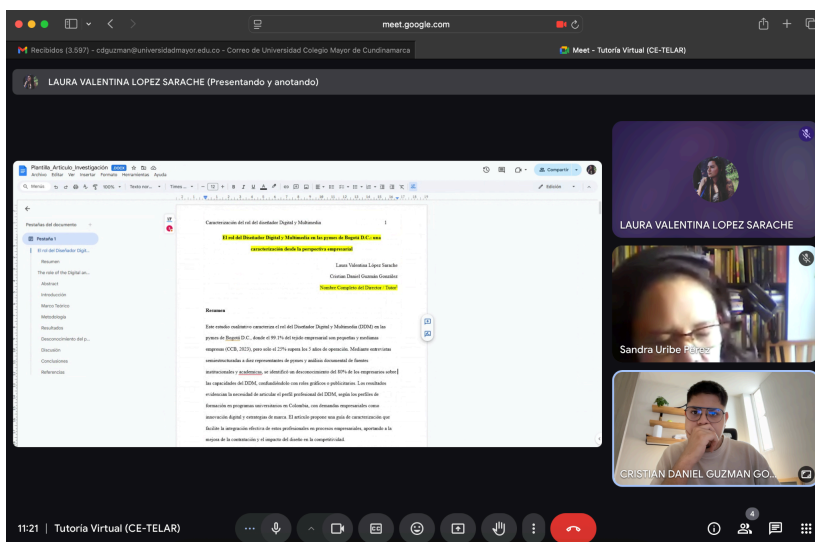 meet.google.com
Recibidos (3.597) - cdguzman@universidadmayor.edu.co - Correo de Universidad Colegio Mayor de Cundinamarca
Meet - Tutoría Virtual (CE-TELAR)
LAURA VALENTINA LOPEZ SARACHE (Presentando y anotando)
Plantilla_Artículo_Investigación
Archivo Editar Ver Insertar Formato Herramientas Ayuda
Compartir
Menús
100%
Texto nor...
Times ...
12
Edición
Pestañas del documento
Pestaña 1
El rol del Diseñador Digit...
Resumen
The role of the Digital an...
Abstract
Introducción
Marco Teórico
Metodología
Resultados
Desconocimiento del p...
Discusión
Conclusiones
Referencias
Caracterización del rol del diseñador Digital y Multimedia 1
El rol del Diseñador Digital y Multimedia en las pymes de Bogotá D.C.: una
caracterización desde la perspectiva empresarial
Laura Valentina López Sarache
Cristian Daniel Guzmán González
Nombre Completo del Director / Tutor
Resumen
Este estudio cualitativo caracteriza el rol del Diseñador Digital y Multimedia (DDM) en las
pymes de Bogotá D.C., donde el 99.1% del tejido empresarial son pequeñas y medianas
empresas (CCB, 2023), pero solo el 23% supera los 5 años de operación. Mediante entrevistas
semiestructuradas a diez representantes de pymes y análisis documental de fuentes
institucionales y académicas, se identificó un desconocimiento del 80% de los empresarios sobre
las capacidades del DDM, confundiéndolo con roles gráficos o publicitarios. Los resultados
evidencian la necesidad de articular el perfil profesional del DDM, según los perfiles de
formación en programas universitarios en Colombia, con demandas empresariales como
innovación digital y estrategias de marca. El artículo propone una guía de caracterización que
facilite la integración efectiva de estos profesionales en procesos empresariales, aportando a la
mejora de la contratación y el impacto del diseño en la competitividad.
LAURA VALENTINA LOPEZ SARACHE
Sandra Uribe Pérez
CRISTIAN DANIEL GUZMAN GO...
11:21 | Tutoría Virtual (CE-TELAR)
4